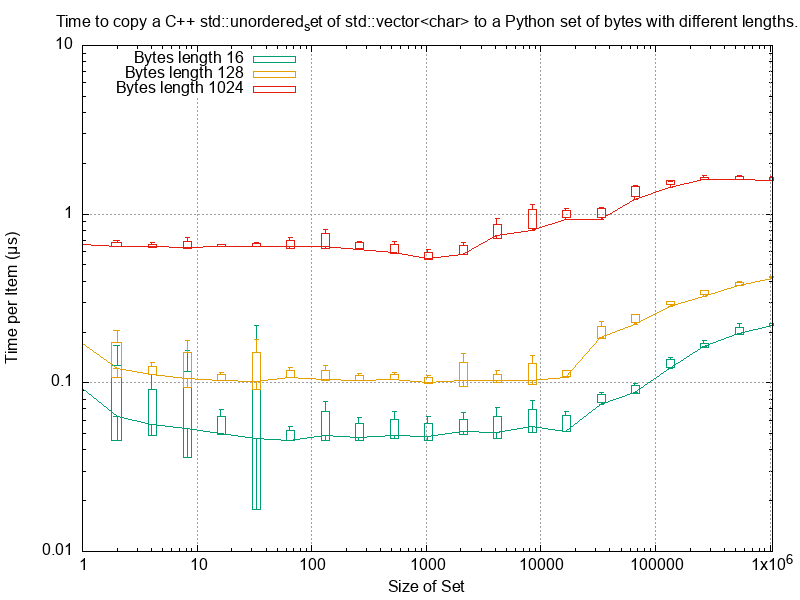 Time to copy a C++ std::unordered_set of std::vector<char> to a Python set of bytes with different lengths.
10
Bytes length 16
Bytes length 128
Bytes length 1024
1
Time per Item (µs)
0.1
0.01
1 10 100 1000 10000 100000 1x10^6
Size of Set